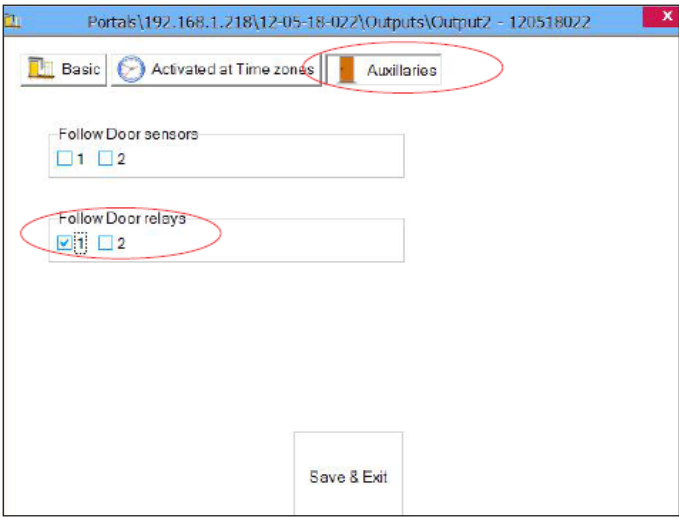 Portals\192.168.1.218\12-05-18-022\Outputs\Output2 - 120518022
X
Basic Activated at Time zones Auxillaries
Follow Door sensors
1 2
Follow Door relays
1 2
Save & Exit